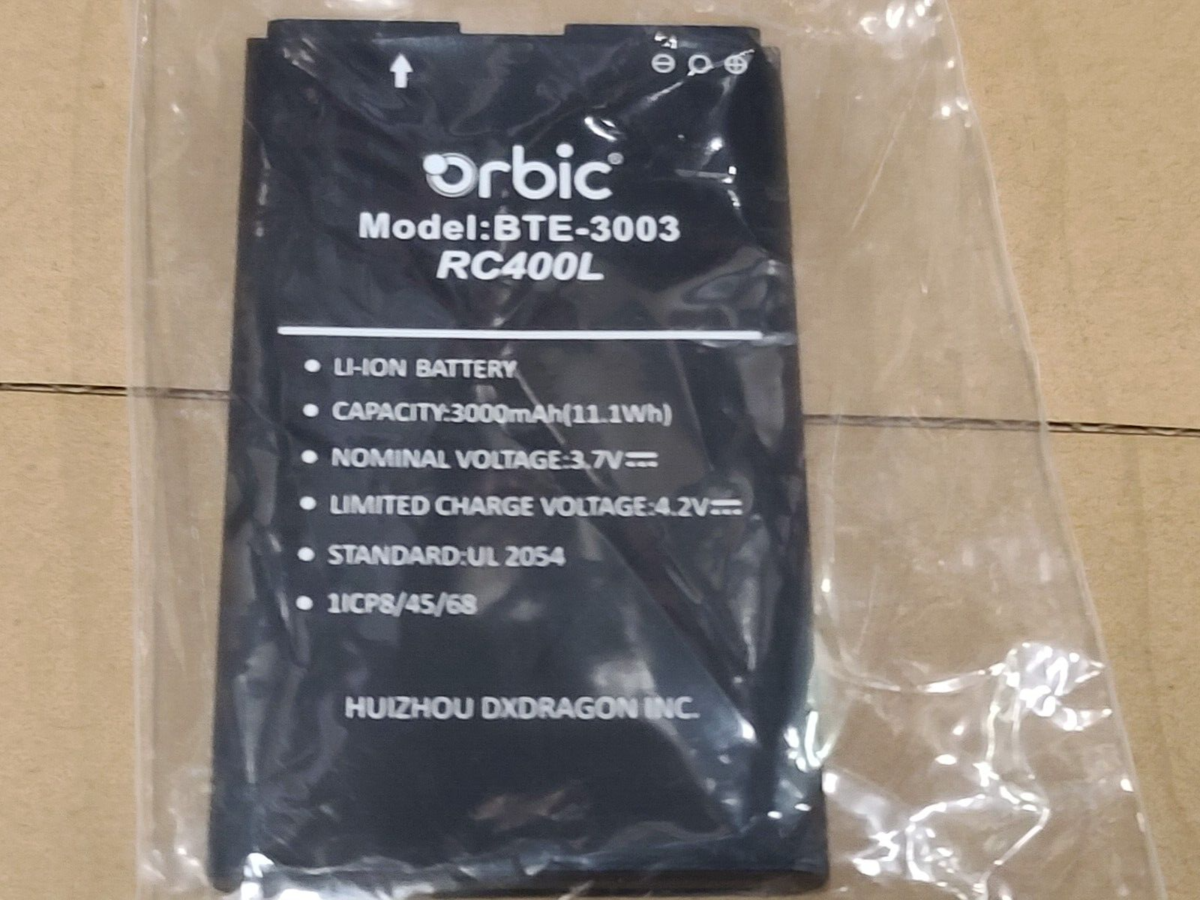 orbic®
Model:BTE-3003
RC400L
• LI-ION BATTERY
• CAPACITY:3000mAh(11.1Wh)
• NOMINAL VOLTAGE:3.7V⎓
• LIMITED CHARGE VOLTAGE:4.2V⎓
• STANDARD:UL 2054
• 1ICP8/45/68
HUIZHOU DXDRAGON INC.